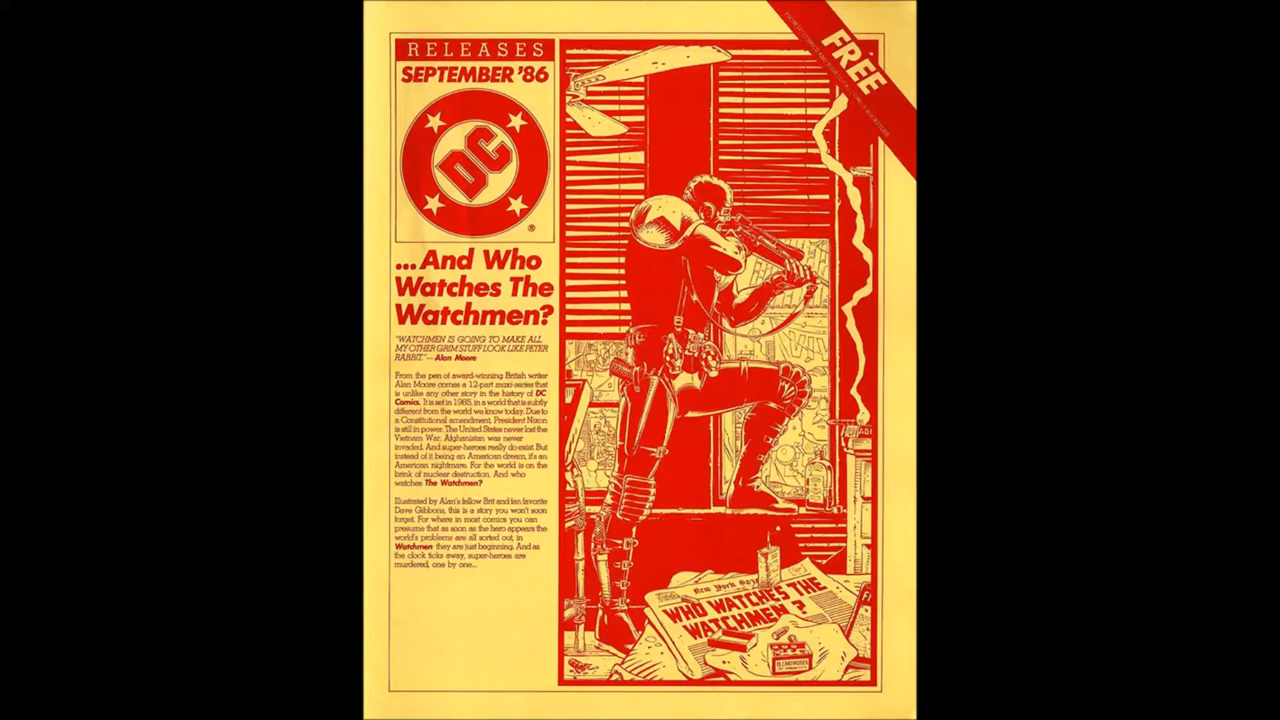 RELEASES
SEPTEMBER '86
DC
®
...And Who
Watches The
Watchmen?
"WATCHMEN IS GOING TO MAKE ALL
MY OTHER GRIM STUFF LOOK LIKE PETER
RABBIT."— Alan Moore
From the pen of award-winning British writer
Alan Moore comes a 12-part maxi-series that
is unlike any other story in the history of DC
Comics. It is set in 1985, in a world that is subtly
different from the world we know today. Due to
a Constitutional amendment, President Nixon
is still in power. The United States never lost the
Vietnam War. Afghanistan was never
invaded. And super-heroes really do exist. But
instead of it being an American dream, it's an
American nightmare. For the world is on the
brink of nuclear destruction. And who
watches The Watchmen?
Illustrated by Alan's fellow Brit and fan favorite
Dave Gibbons, this is a story you won't soon
forget. For where in most comics you can
presume that as soon as the hero appears the
world's problems are all sorted out, in
Watchmen they are just beginning. And as
the clock ticks away, super-heroes are
murdered, one by one...
FREE
New York
WHO WATCHES THE
WATCHMEN?
CARTRIDGES